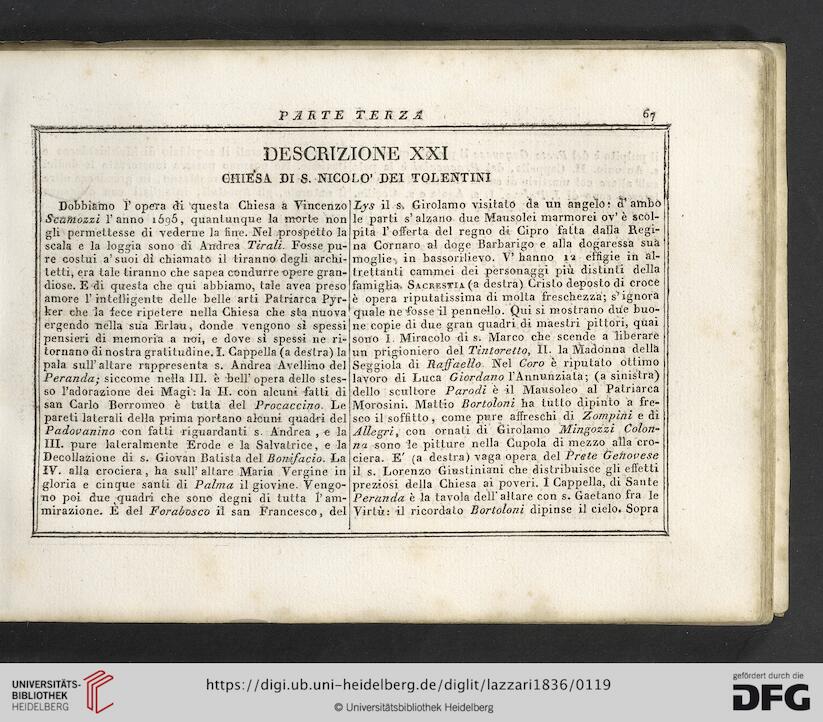 PARTE TERZA
67
DESCRIZIONE XXI
CHIESA DI S. NICOLO' DEI TOLENTINI
Dobbiamo l'opera di questa Chiesa a Vincenzo
Scamozzi l'anno 1595, quantunque la morte non
gli permettesse di vederne la fine. Nel prospetto la
scala e la loggia sono di Andrea Tirali. Fosse pu-
re costui a' suoi dì chiamato il tiranno degli archi-
tetti, era tale tiranno che sapea condurre opere gran-
diose. E di questa che qui abbiamo, tale avea preso
amore l'intelligente delle belle arti Patriarca Pyr-
ker che la fece ripetere nella Chiesa che sta nuova
ergendo nella sua Erlau, donde vengono sì spessi
pensieri di memoria a noi, e dove sì spessi ne ri-
tornano di nostra gratitudine. I. Cappella (a destra) la
pala sull'altare rappresenta s. Andrea Avellino del
Peranda; siccome nella III. è bell'opera dello stes-
so l'adorazione dei Magi: la II. con alcuni fatti di
san Carlo Borromeo è tutta del Procaccino. Le
pareti laterali della prima portano alcuni quadri del
Padovanino con fatti riguardanti s. Andrea, e la
III. pure lateralmente Erode e la Salvatrice, e la
Decollazione di s. Giovan Batista del Bonifacio. La
IV. alla crociera, ha sull'altare Maria Vergine in
gloria e cinque santi di Palma il giovine. Vengo-
no poi due quadri che sono degni di tutta l'am-
mirazione. È del Forabosco il san Francesco, del
Lys il s. Girolamo visitato da un angelo: d'ambo
le parti s'alzano due Mausolei marmorei ov'è scol-
pita l'offerta del regno di Cipro fatta dalla Regi-
na Cornaro al doge Barbarigo e alla dogaressa sua
moglie, in bassorilievo. V'hanno 12 effigie in al-
trettanti cammei dei personaggi più distinti della
famiglia. SACRESTIA (a destra) Cristo deposto di croce
è opera riputatissima di molta freschezza; s'ignora
quale ne fosse il pennello. Qui si mostrano due buo-
ne copie di due gran quadri di maestri pittori, quai
sono I. Miracolo di s. Marco che scende a liberare
un prigioniero del Tintoretto, II. la Madonna della
Seggiola di Raffaello. Nel Coro è riputato ottimo
lavoro di Luca Giordano l'Annunziata; (a sinistra)
dello scultore Parodi è il Mausoleo al Patriarca
Morosini. Mattio Bortoloni ha tutto dipinto a fre-
sco il soffitto, come pure affreschi di Zompini e di
Allegri, con ornati di Girolamo Mingozzi Colon-
na sono le pitture nella Cupola di mezzo alla cro-
ciera. E' (a destra) vaga opera del Prete Genovese
il s. Lorenzo Giustiniani che distribuisce gli effetti
preziosi della Chiesa ai poveri. I Cappella, di Sante
Peranda è la tavola dell'altare con s. Gaetano fra le
Virtù: il ricordato Bortoloni dipinse il cielo. Sopra
UNIVERSITÄTS-
BIBLIOTHEK
HEIDELBERG
https://digi.ub.uni-heidelberg.de/diglit/lazzari1836/0119
© Universitätsbibliothek Heidelberg
gefördert durch die
DFG